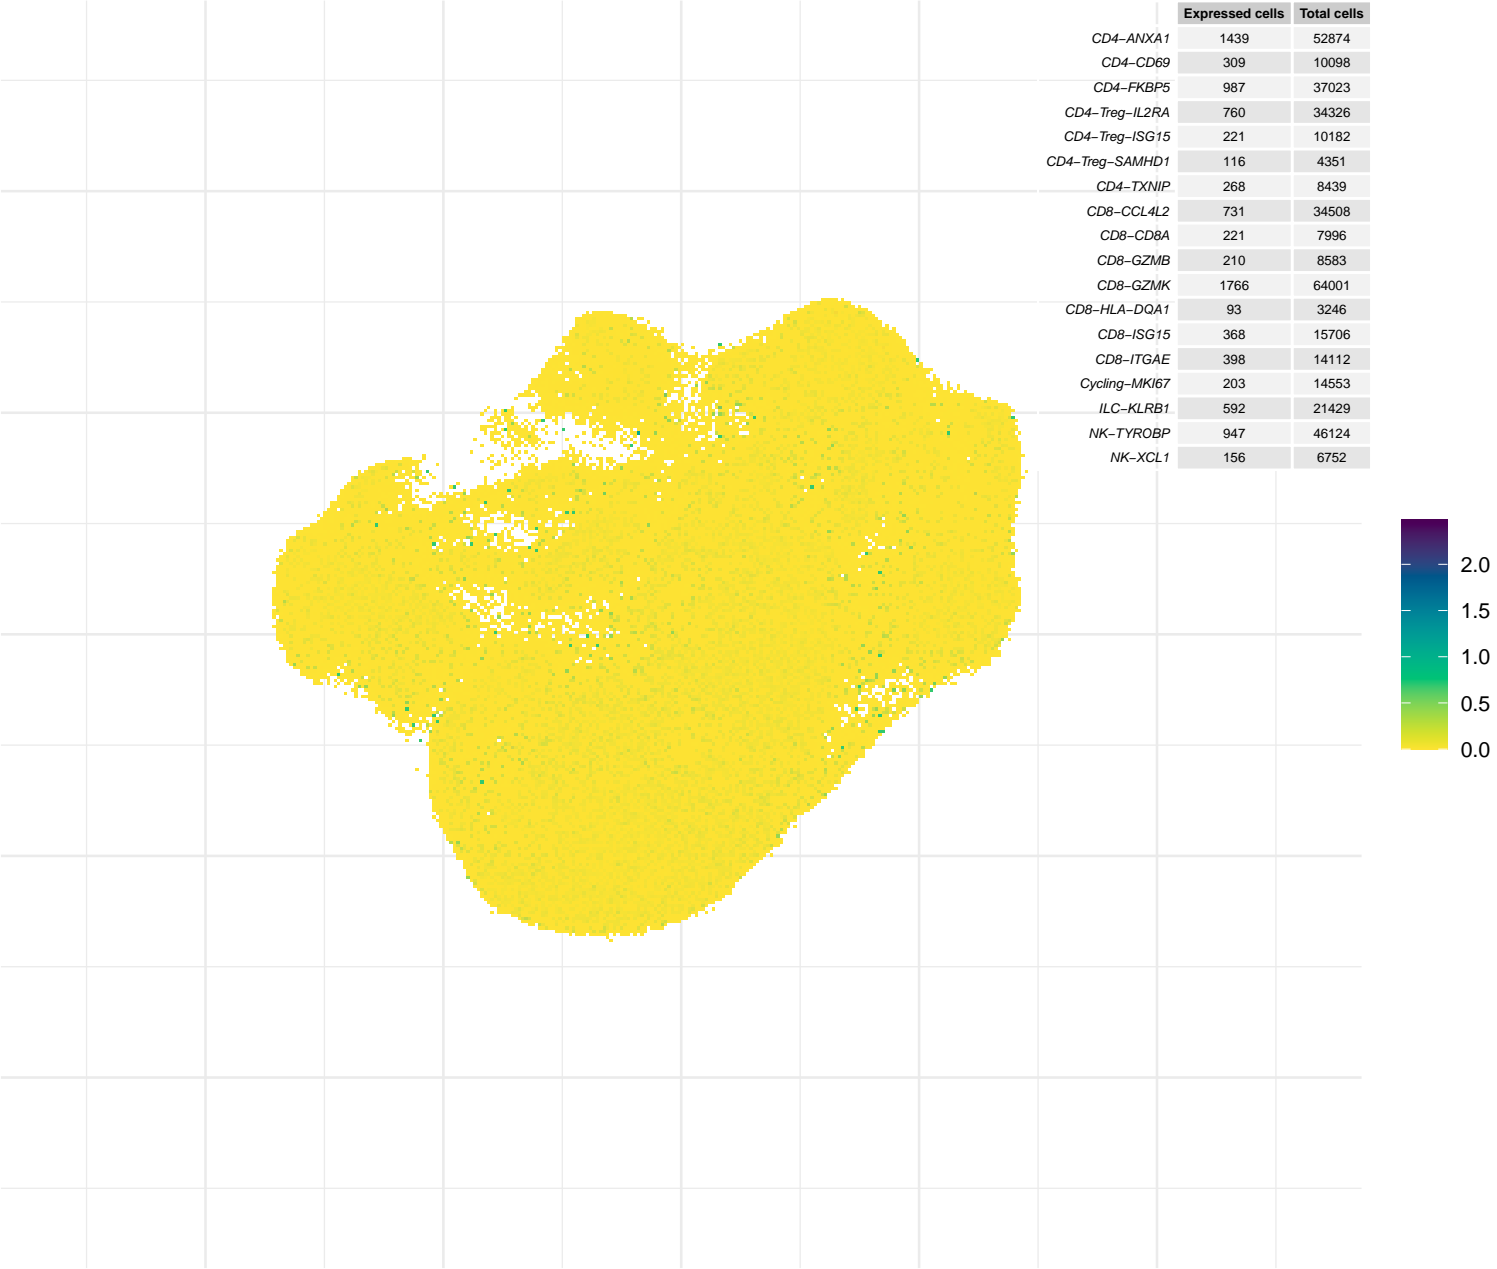 Expressed cells Total cells
CD4−ANXA1 1439 52874
CD4−CD69 309 10098
CD4−FKBP5 987 37023
CD4−Treg−IL2RA 760 34326
CD4−Treg−ISG15 221 10182
CD4−Treg−SAMHD1 116 4351
CD4−TXNIP 268 8439
CD8−CCL4L2 731 34508
CD8−CD8A 221 7996
CD8−GZMB 210 8583
CD8−GZMK 1766 64001
CD8−HLA−DQA1 93 3246
CD8−ISG15 368 15706
CD8−ITGAE 398 14112
Cycling−MKI67 203 14553
ILC−KLRB1 592 21429
NK−TYROBP 947 46124
NK−XCL1 156 6752
2.0
1.5
1.0
0.5
0.0